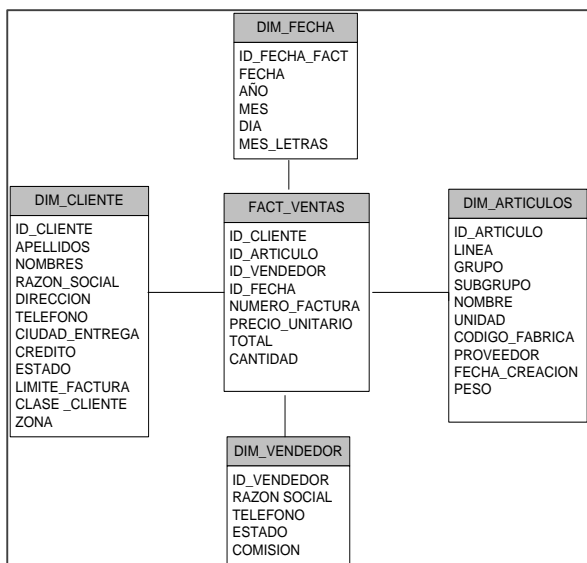 DIM_FECHA
ID_FECHA_FACT
FECHA
AÑO
MES
DIA
MES_LETRAS
DIM_CLIENTE
ID_CLIENTE
APELLIDOS
NOMBRES
RAZON_SOCIAL
DIRECCION
TELEFONO
CIUDAD_ENTREGA
CREDITO
ESTADO
LIMITE_FACTURA
CLASE _CLIENTE
ZONA
FACT_VENTAS
ID_CLIENTE
ID_ARTICULO
ID_VENDEDOR
ID_FECHA
NUMERO_FACTURA
PRECIO_UNITARIO
TOTAL
CANTIDAD
DIM_ARTICULOS
ID_ARTICULO
LINEA
GRUPO
SUBGRUPO
NOMBRE
UNIDAD
CODIGO_FABRICA
PROVEEDOR
FECHA_CREACION
PESO
DIM_VENDEDOR
ID_VENDEDOR
RAZON SOCIAL
TELEFONO
ESTADO
COMISION